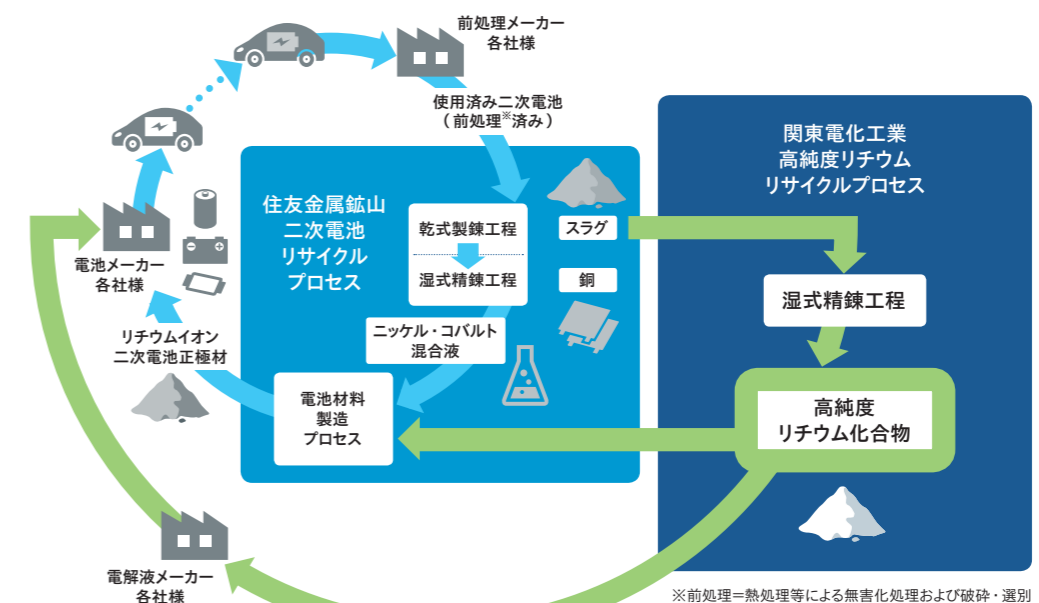 前処理メーカー
各社様
使用済み二次電池
（前処理※済み）
関東電化工業
高純度リチウム
リサイクルプロセス
住友金属鉱山
二次電池
リサイクル
プロセス
乾式製錬工程
湿式精錬工程
スラグ
銅
湿式精錬工程
電池メーカー
各社様
リチウムイオン
二次電池正極材
ニッケル・コバルト
混合液
電池材料
製造
プロセス
高純度
リチウム化合物
電解液メーカー
各社様
※前処理＝熱処理等による無害化処理および破砕・選別